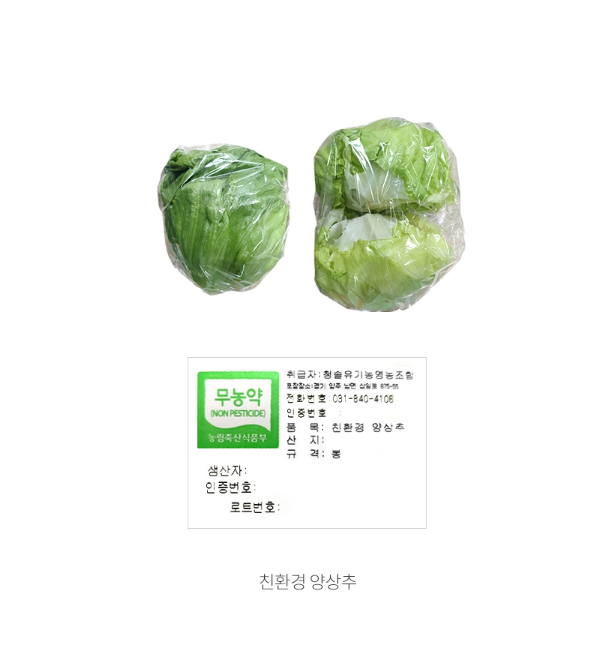 무농약
(NON PESTICIDE)
농림축산식품부
취급자:청솔유기농영농조합
포장장소:경기 양주 남면 삼일로 875-55
전화번호:031-840-4106
인증번호 :
품 목: 친환경 양상추
산 지:
규 격: 봉
생산자:
인증번호:
로트번호:
친환경 양상추